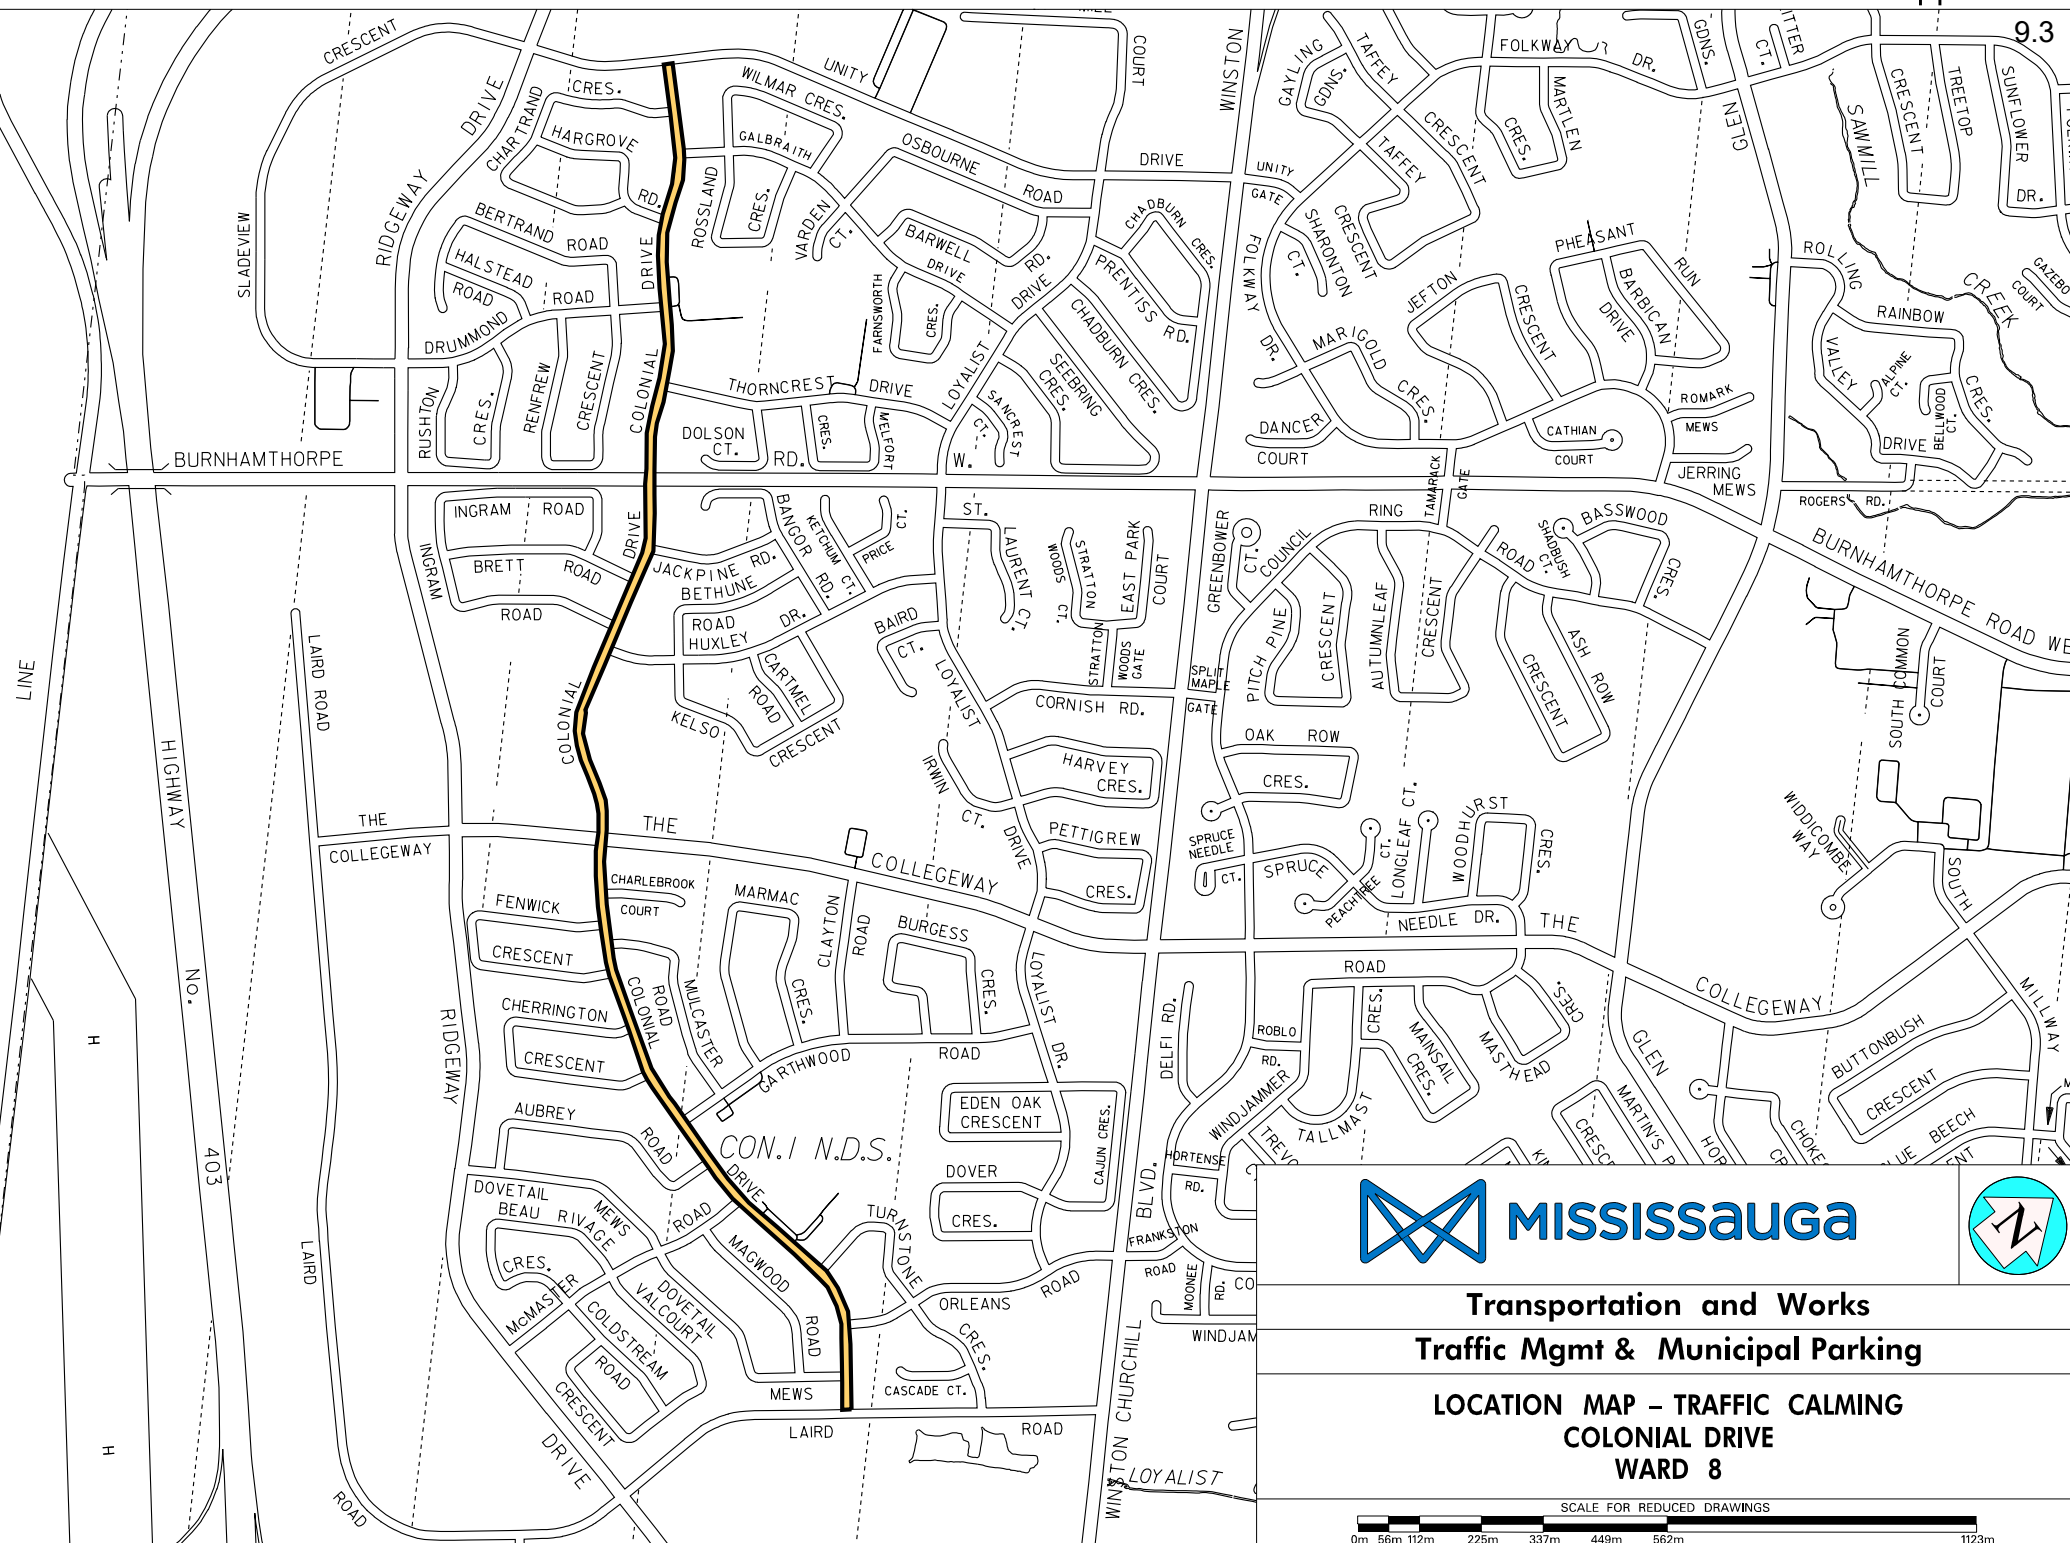 9.3
CRESCENT
UNITY
COURT
WINSTON
GAYLING
GDNS.
TAFFEY
FOLKWAY
DR.
GDNS.
CT.
CRESCENT
TREETOP
SUNFLOWER
DR.
RIDGEWAY
DRIVE
CHARTRAND
CRES.
HARGROVE
RD.
WILMAR CRES.
GALBRAITH
OSBOURNE
ROAD
DRIVE
UNITY
GATE
TAFFEY
CRESCENT
CRESCENT
CRES.
MARTLEN
GLEN
SAWMILL
CREEK
SLADEVIEW
BERTRAND
ROAD
HALSTEAD
ROAD
ROAD
DRUMMOND
ROSSLAND
CRES.
VARDEN
CT.
BARWELL
RD.
DRIVE
DRIVE
CHADBURN
CRES.
PRENTISS RD.
FOLKWAY
DR.
SHARONTON
CT.
PHEASANT
RUN
BARBICAN
DRIVE
JEFTON
CRESCENT
ROLLING
GAZEBO
COURT
RAINBOW
CRES.
VALLEY
DRIVE
ALPINE
CT.
BELLWOOD
CT.
DRIVE
COLONIAL
RUSHTON
CRES.
RENFREW
CRESCENT
FARNSWORTH
CRES.
LOYALIST
SEEBRING
CRES.
CHADBURN CRES.
SANCREST
CT.
THORNCREST
DRIVE
DOLSON
CT.
CRES.
MELFORT
MARIGOLD
CRES.
DANCER
COURT
CATHIAN
COURT
ROMARK
MEWS
JERRING
MEWS
BURNHAMTHORPE
RD.
W.
TAMARACK
GATE
ROGERS RD.
BURNHAMTHORPE ROAD WE
INGRAM
ROAD
INGRAM
BRETT
ROAD
ROAD
DRIVE
JACKPINE RD.
BETHUNE
ROAD
HUXLEY
DR.
BANGOR
RD.
KETCHUM CT.
PRICE
CT.
ST.
LAURENT CT.
STRATTON
WOODS
CT.
EAST PARK
COURT
GREENBOWER
CT.
COUNCIL
RING
ROAD
BASSWOOD
CRES.
SHADBUSH
CT.
PITCH PINE
CRESCENT
AUTUMNLEAF
CRESCENT
ASH ROW
CRESCENT
LINE
LAIRD ROAD
COLONIAL
KELSO
CRESCENT
CARTMEL
ROAD
BAIRD
CT.
LOYALIST
STRATTON
WOODS
GATE
CORNISH RD.
SPLIT
MAPLE
GATE
SOUTH COMMON
COURT
HIGHWAY
No.
403
IRWIN
CT.
DRIVE
HARVEY
CRES.
OAK ROW
CRES.
PETTIGREW
CRES.
SPRUCE
NEEDLE
CT.
SPRUCE
PEACHTREE
CT.
LONGLEAF CT.
WOODHURST
CRES.
NEEDLE DR.
WIDDICOMBE
WAY
SOUTH
MILLWAY
THE
COLLEGEWAY
THE
COLLEGEWAY
THE
COLLEGEWAY
CHARLEBROOK
COURT
FENWICK
CRESCENT
CHERRINGTON
CRESCENT
ROAD
COLONIAL
MULCASTER
MARMAC
CRES.
CLAYTON
ROAD
BURGESS
CRES.
LOYALIST DR.
GARTHWOOD
ROAD
DELFI RD.
ROBLO
RD.
ROAD
CRES.
MAINSAIL
CRES.
MASTHEAD
CRES.
WINDJAMMER
TALLMAST
GLEN
BUTTONBUSH
CRESCENT
BEECH
MARTIN'S
H
H
RIDGEWAY
AUBREY
ROAD
CON.I N.D.S.
DRIVE
EDEN OAK
CRESCENT
CAJUN CRES.
DOVER
CRES.
HORTENSE
RD.
BLVD.
DOVETAIL
MEWS
BEAU RIVAGE
CRES.
ROAD
McMASTER
MAGWOOD
ROAD
DOVETAIL
VALCOURT
COLDSTREAM
ROAD
CRESCENT
MEWS
TURNSTONE
CRES.
ORLEANS
ROAD
FRANKSTON
ROAD
MOONEE
RD.
CO
WINDJAM
CASCADE CT.
LAIRD
LAIRD
ROAD
ROAD
DRIVE
WINSTON CHURCHILL
LOYALIST
MISSISSAUGA
N
Transportation and Works
Traffic Mgmt & Municipal Parking
LOCATION MAP – TRAFFIC CALMING
COLONIAL DRIVE
WARD 8
SCALE FOR REDUCED DRAWINGS
0m 56m 112m 225m 337m 449m 562m 1123m